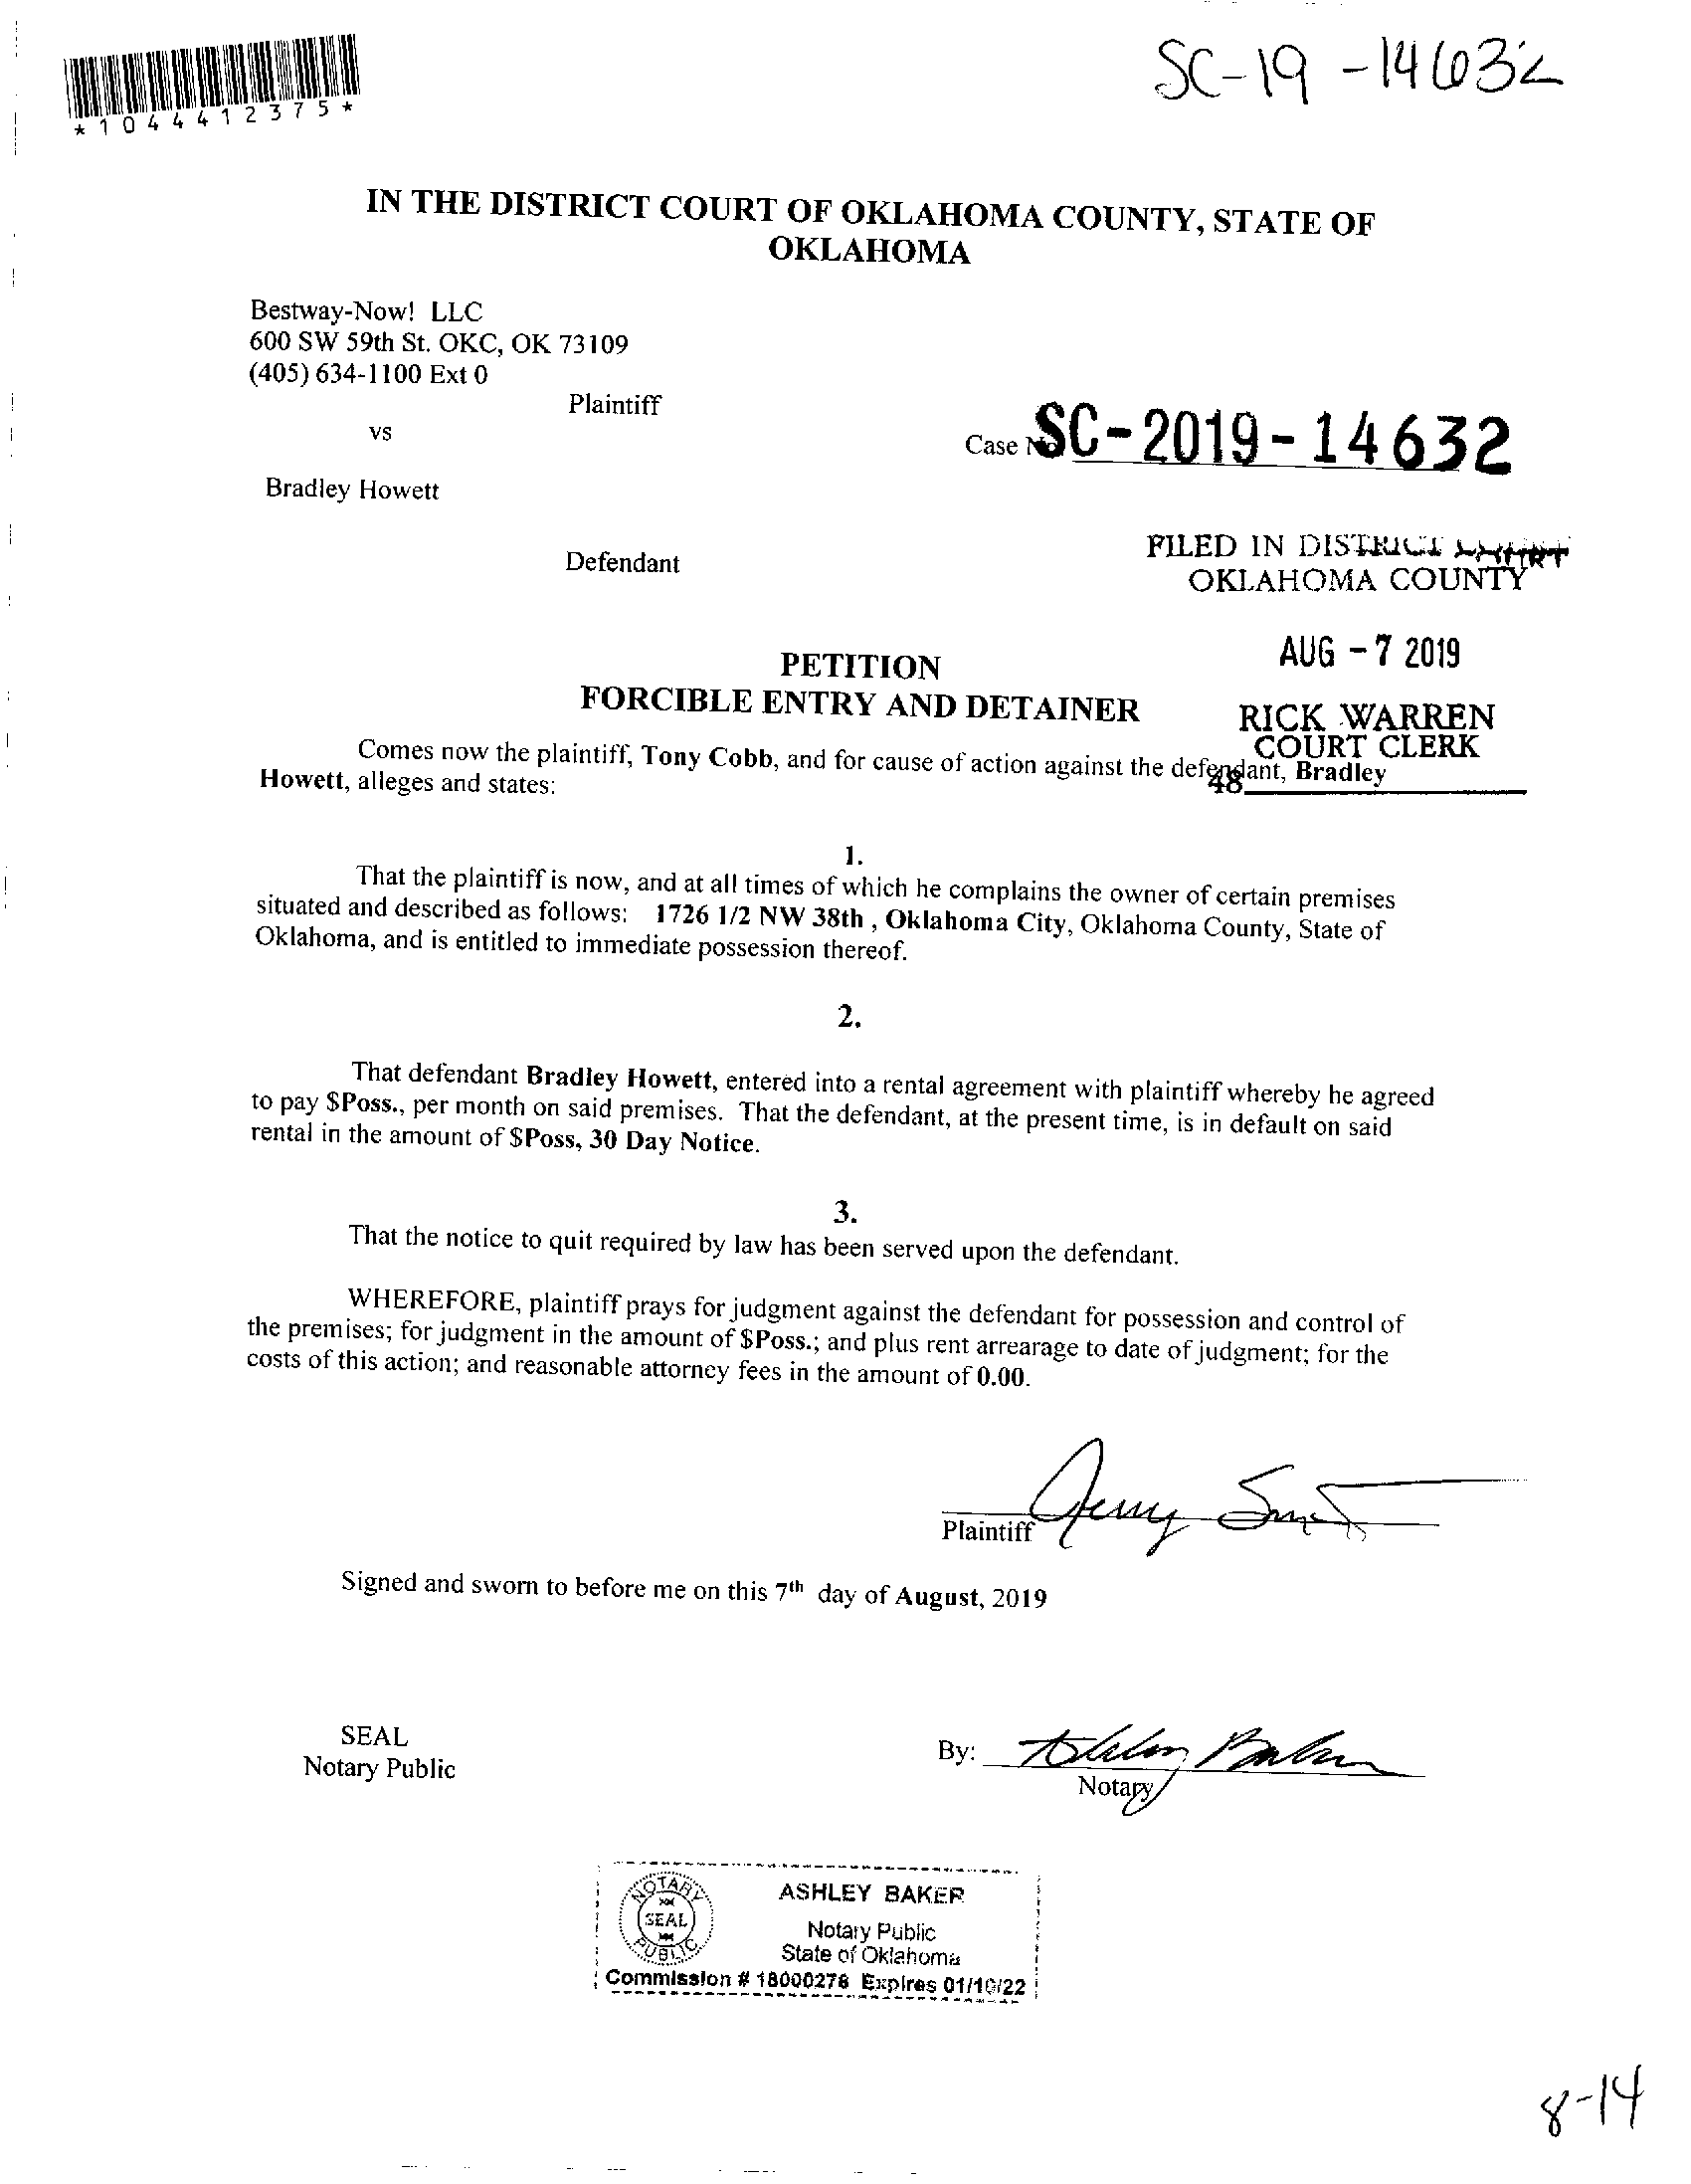 SC-19-14632
*1044412375*
IN THE DISTRICT COURT OF OKLAHOMA COUNTY, STATE OF
OKLAHOMA
Bestway-Now! LLC
600 SW 59th St. OKC, OK 73109
(405) 634-1100 Ext 0
Plaintiff
vs
Case No SC-2019-14632
Bradley Howett
Defendant
FILED IN DISTRICT COURT
OKLAHOMA COUNTY
AUG -7 2019
PETITION
FORCIBLE ENTRY AND DETAINER
RICK WARREN
COURT CLERK
48
Comes now the plaintiff, Tony Cobb, and for cause of action against the defendant, Bradley
Howett, alleges and states:
1.
That the plaintiff is now, and at all times of which he complains the owner of certain premises
situated and described as follows: 1726 1/2 NW 38th , Oklahoma City, Oklahoma County, State of
Oklahoma, and is entitled to immediate possession thereof.
2.
That defendant Bradley Howett, entered into a rental agreement with plaintiff whereby he agreed
to pay $Poss., per month on said premises. That the defendant, at the present time, is in default on said
rental in the amount of $Poss, 30 Day Notice.
3.
That the notice to quit required by law has been served upon the defendant.
WHEREFORE, plaintiff prays for judgment against the defendant for possession and control of
the premises; for judgment in the amount of $Poss.; and plus rent arrearage to date of judgment; for the
costs of this action; and reasonable attorney fees in the amount of 0.00.
Plaintiff
Signed and sworn to before me on this 7th day of August, 2019
SEAL
Notary Public
By: Ashley Baker
Notary
NOTARY
SEAL
PUBLIC
ASHLEY BAKER
Notary Public
State of Oklahoma
Commission # 18000276 Expires 01/10/22
8-14